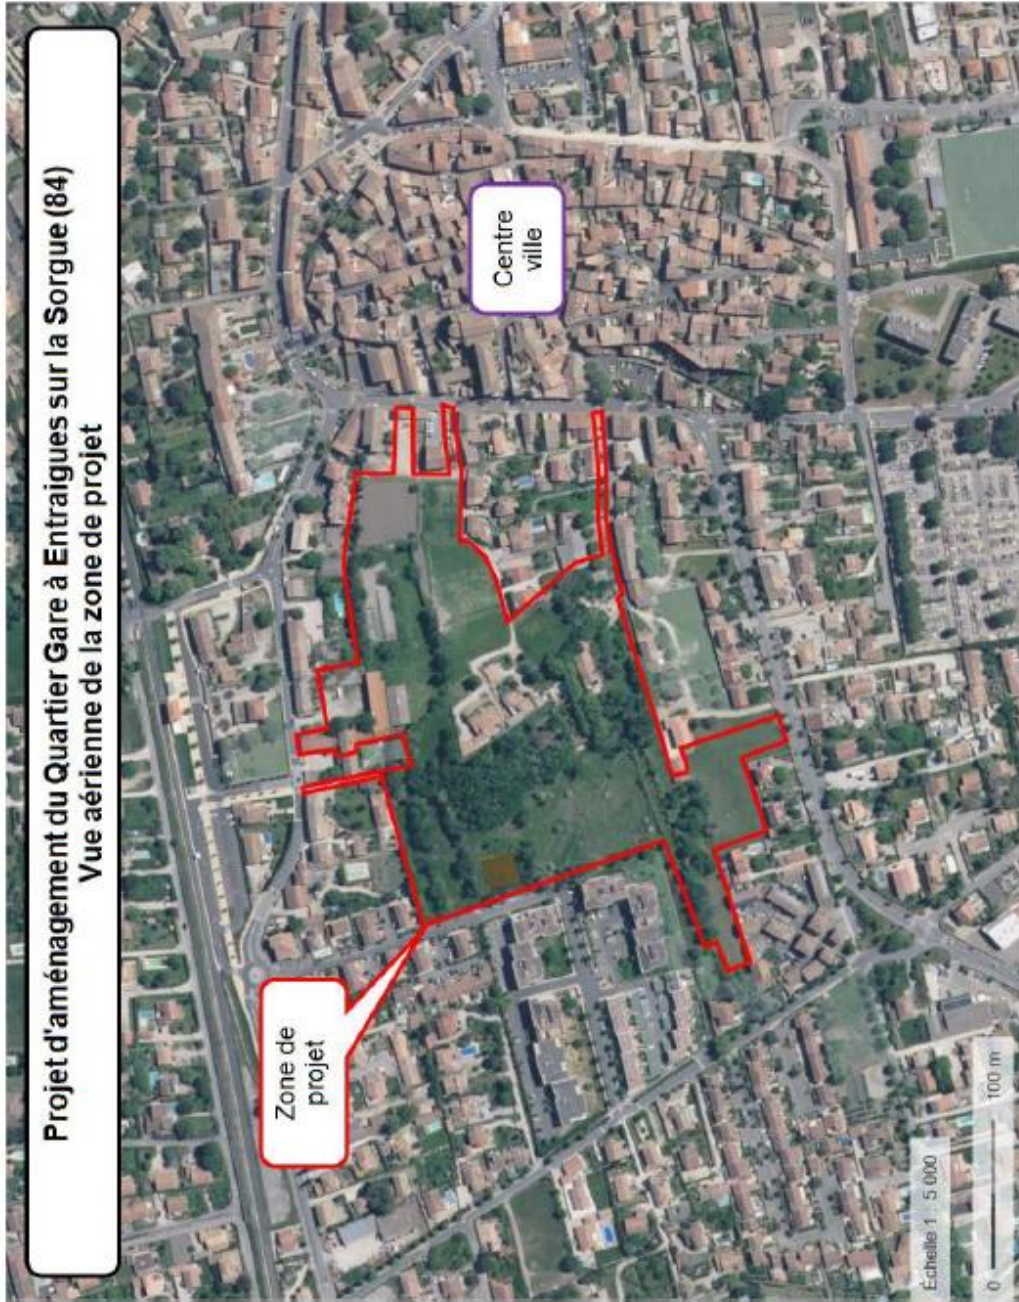 Projet d'aménagement du Quartier Gare à Entraigues sur la Sorgue (84)
Vue aérienne de la zone de projet
Zone de
projet
Centre
ville
Échelle 1 : 5 000
0 100 m